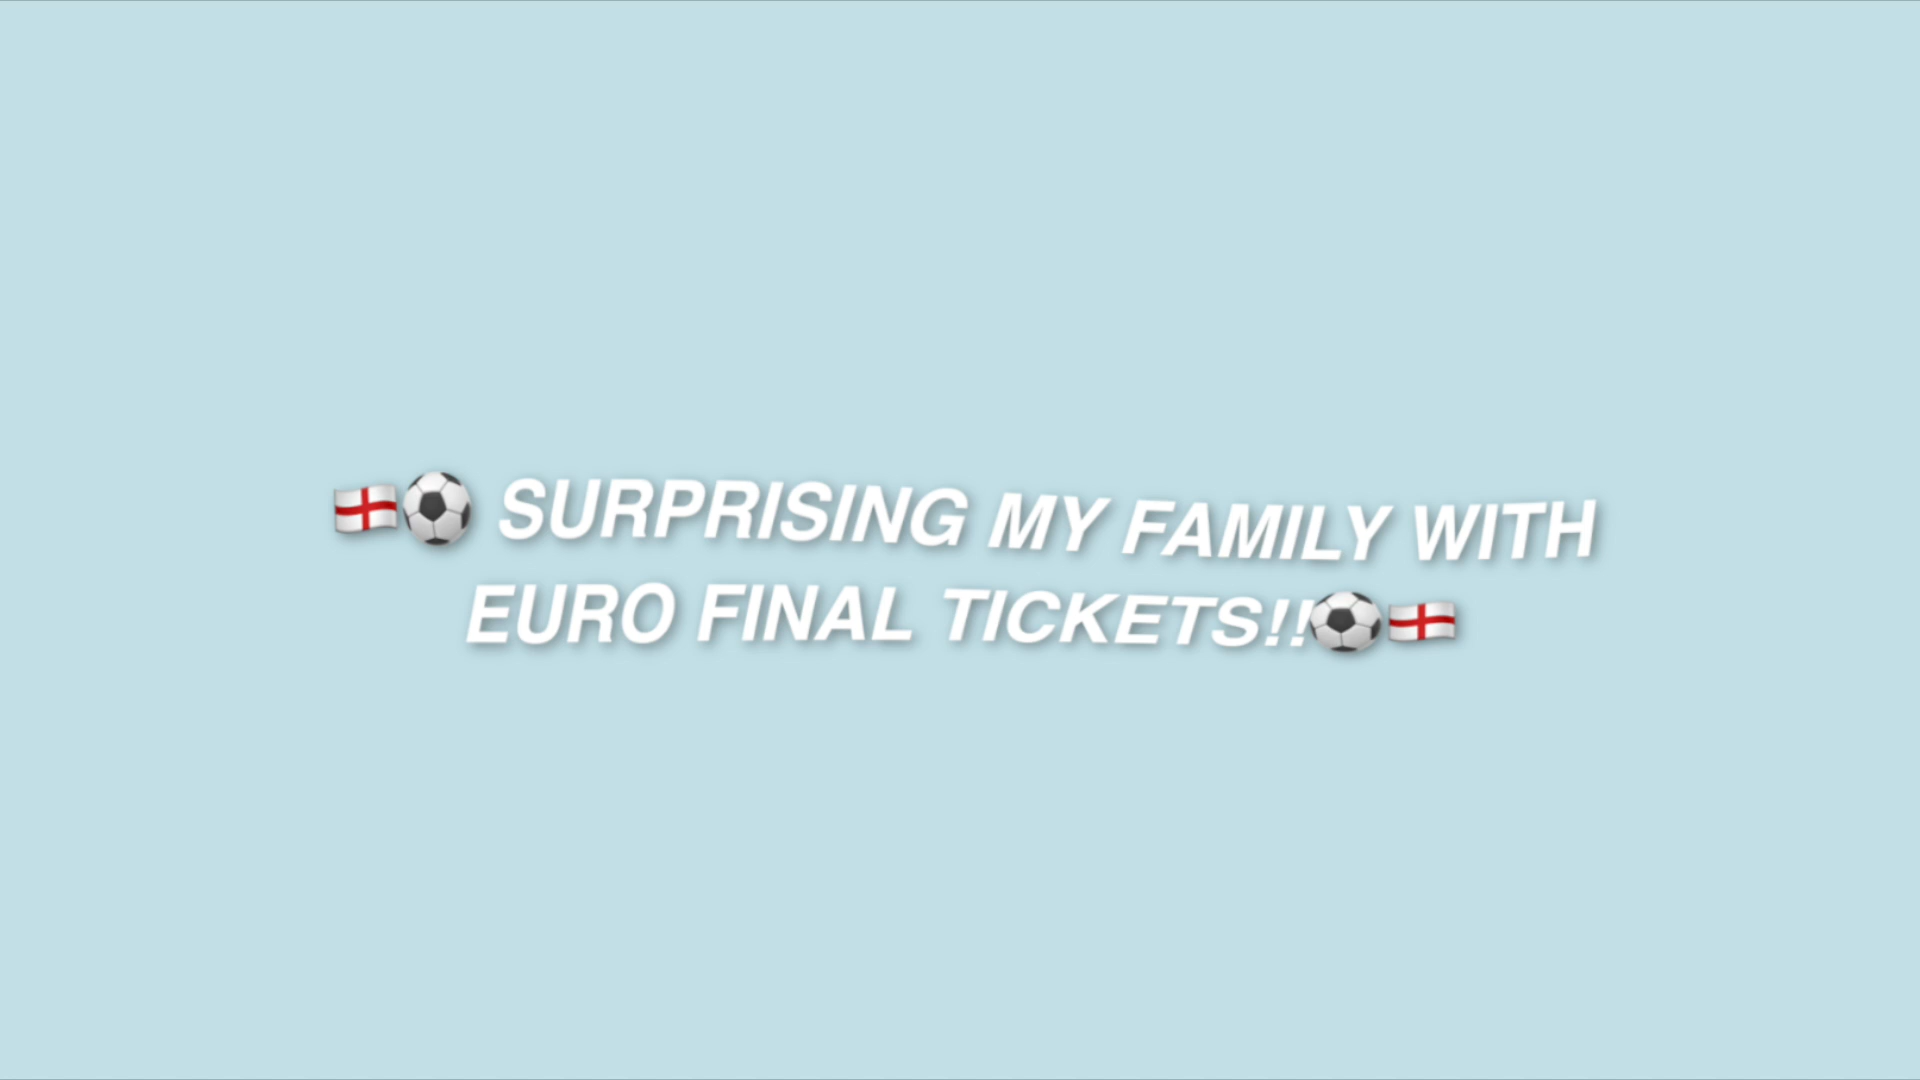 🏴󠁧󠁢󠁥󠁮󠁧󠁿⚽ SURPRISING MY FAMILY WITH
EURO FINAL TICKETS!!⚽🏴󠁧󠁢󠁥󠁮󠁧󠁿